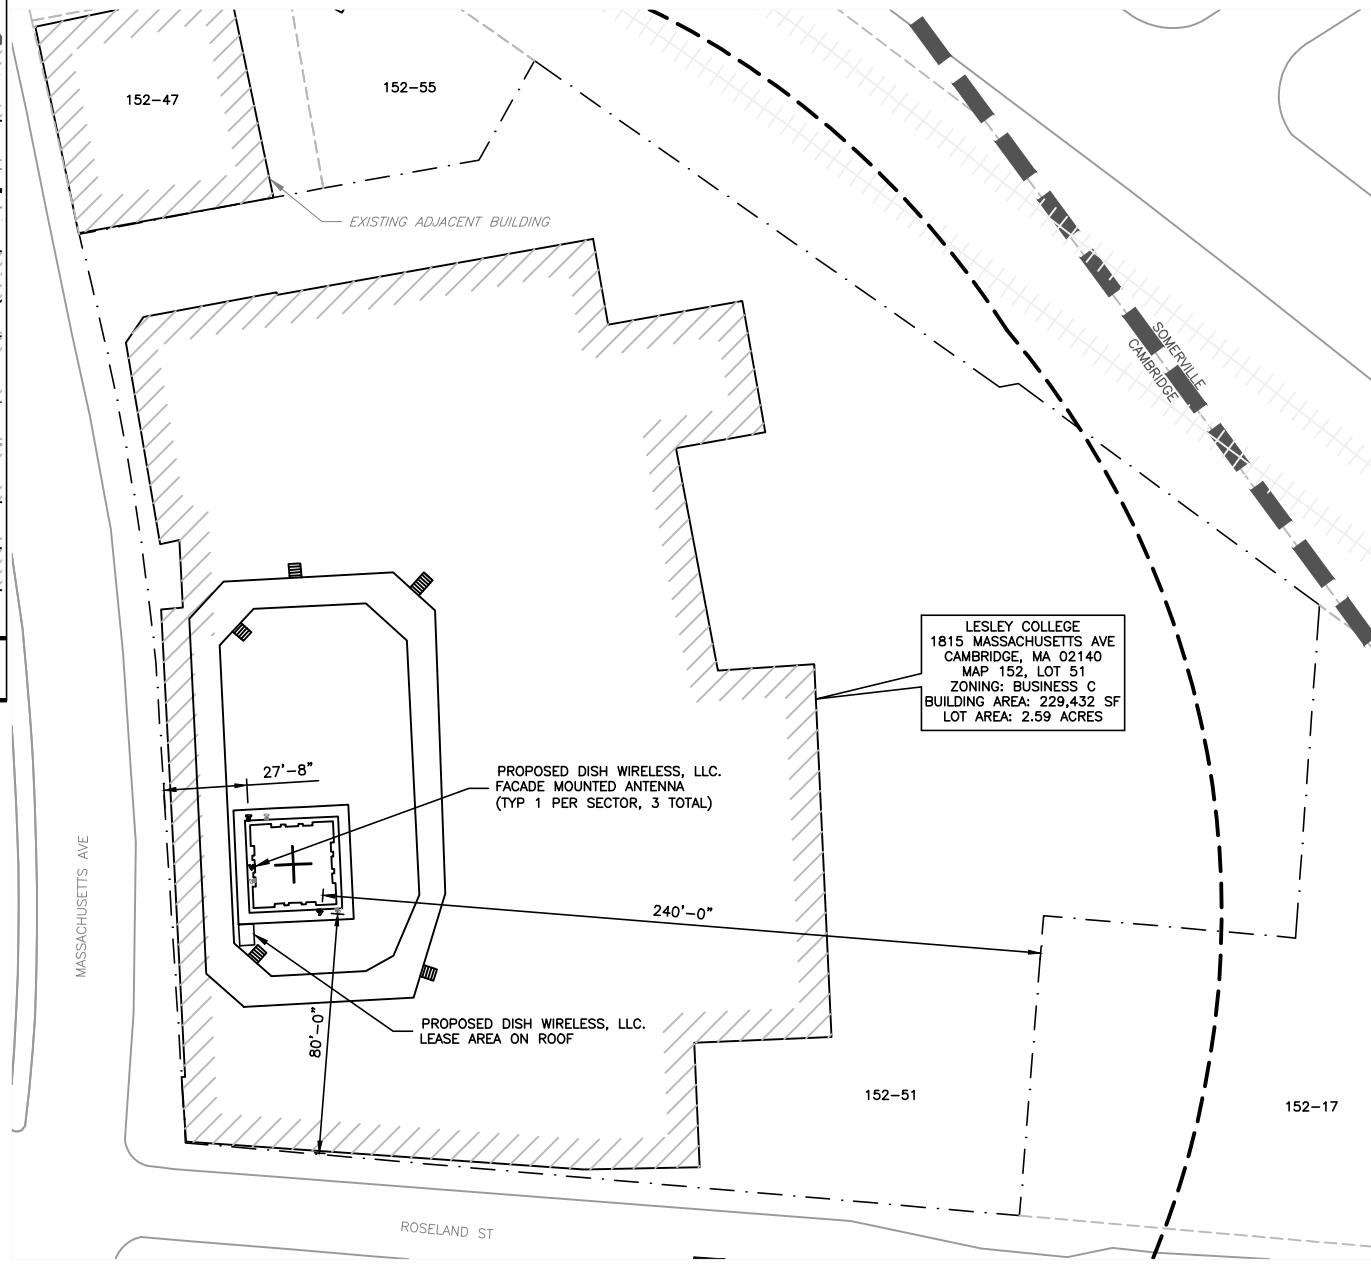 152-47
152-55
EXISTING ADJACENT BUILDING
SOMERVILLE
CAMBRIDGE
LESLEY COLLEGE
1815 MASSACHUSETTS AVE
CAMBRIDGE, MA 02140
MAP 152, LOT 51
ZONING: BUSINESS C
BUILDING AREA: 229,432 SF
LOT AREA: 2.59 ACRES
27'-8"
PROPOSED DISH WIRELESS, LLC.
FACADE MOUNTED ANTENNA
(TYP 1 PER SECTOR, 3 TOTAL)
MASSACHUSETTS AVE
240'-0"
80'-0"
PROPOSED DISH WIRELESS, LLC.
LEASE AREA ON ROOF
152-51
152-17
ROSELAND ST